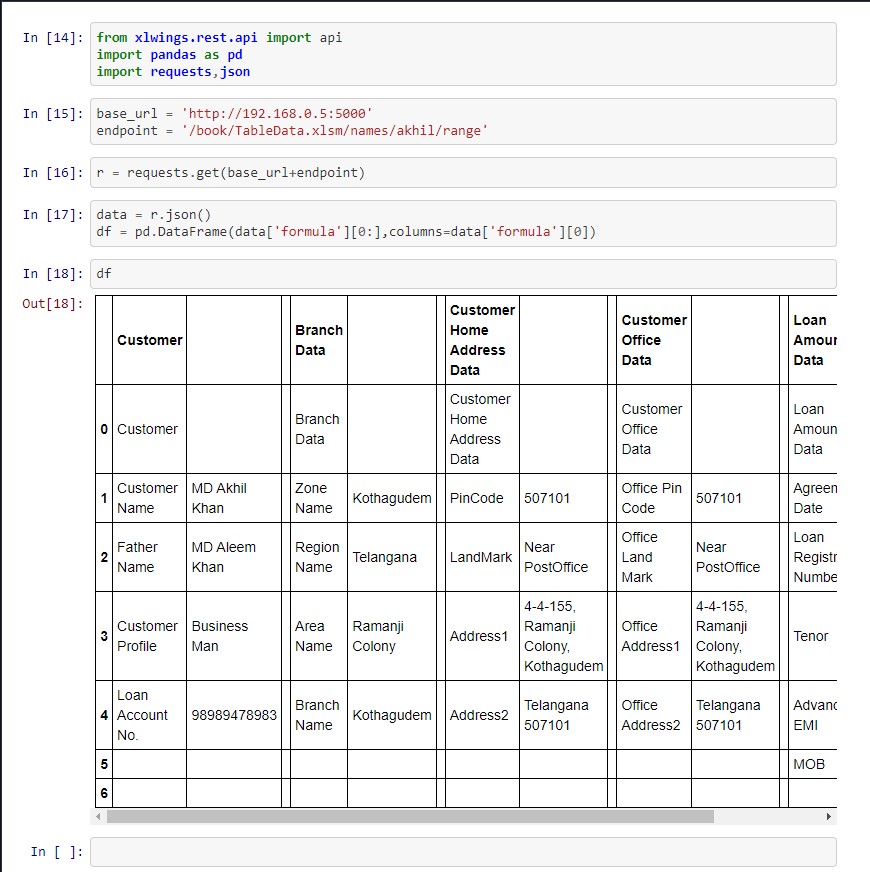 In [14]: from xlwings.rest.api import api
import pandas as pd
import requests,json
In [15]: base_url = 'http://192.168.0.5:5000'
endpoint = '/book/TableData.xlsm/names/akhil/range'
In [16]: r = requests.get(base_url+endpoint)
In [17]: data = r.json()
df = pd.DataFrame(data['formula'][0:],columns=data['formula'][0])
In [18]: df
Out[18]:
Customer
Branch
Data
Customer
Home
Address
Data
Customer
Office
Data
Loan
Amour
Data
0 Customer
Branch
Data
Customer
Home
Address
Data
Customer
Office
Data
Loan
Amoun
Data
1 Customer
Name
MD Akhil
Khan
Zone
Name
Kothagudem
PinCode
507101
Office Pin
Code
507101
Agreen
Date
2 Father
Name
MD Aleem
Khan
Region
Name
Telangana
LandMark
Near
PostOffice
Office
Land
Mark
Near
PostOffice
Loan
Registr
Numbe
3 Customer
Profile
Business
Man
Area
Name
Ramanji
Colony
Address1
4-4-155,
Ramanji
Colony,
Kothagudem
Office
Address1
4-4-155,
Ramanji
Colony,
Kothagudem
Tenor
4 Loan
Account
No.
98989478983
Branch
Name
Kothagudem
Address2
Telangana
507101
Office
Address2
Telangana
507101
Advanc
EMI
5
MOB
6
In [ ]: